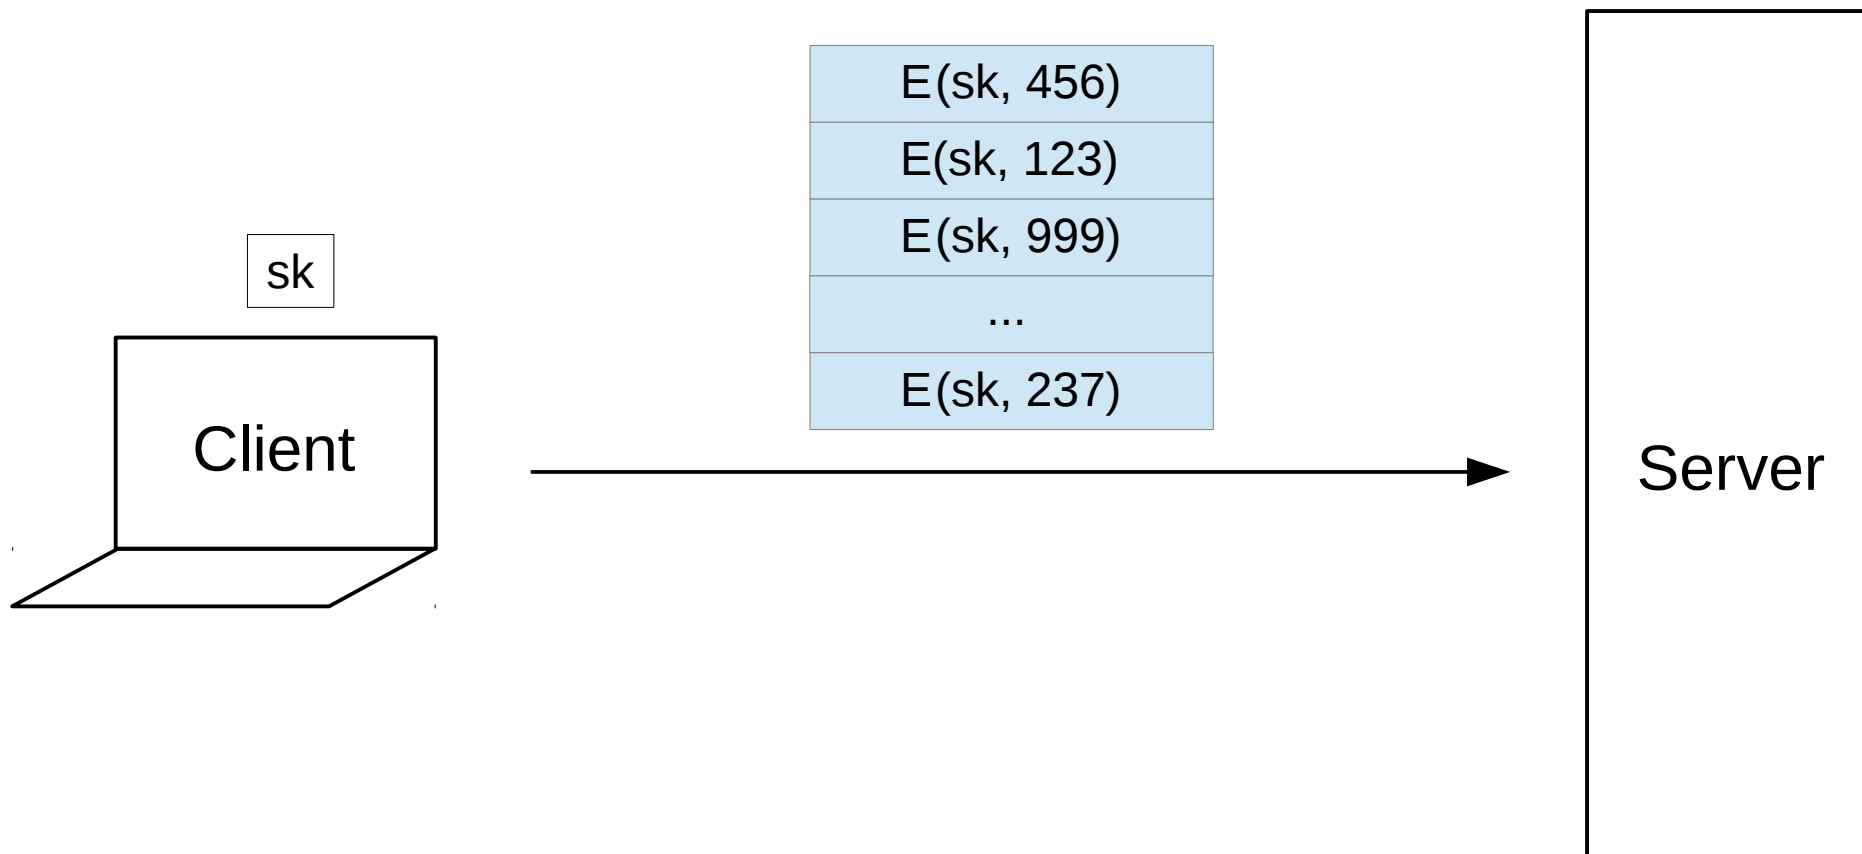 E(sk, 456)
E(sk, 123)
E(sk, 999)
...
E(sk, 237)
sk
Client
Server